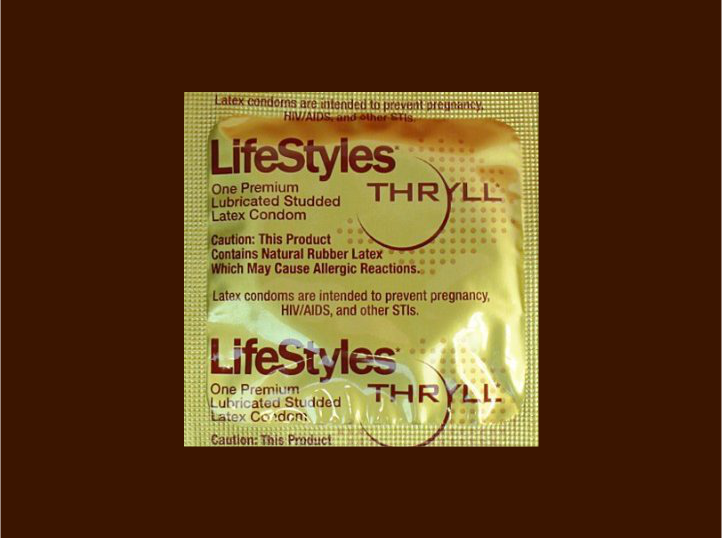 Latex condoms are intended to prevent pregnancy,
HIV/AIDS, and other STIs.
LifeStyles®
THRYLL
One Premium
Lubricated Studded
Latex Condom
Caution: This Product
Contains Natural Rubber Latex
Which May Cause Allergic Reactions.
Latex condoms are intended to prevent pregnancy,
HIV/AIDS, and other STIs.
LifeStyles®
THRYLL
One Premium
Lubricated Studded
Latex Condom
Caution: This Product